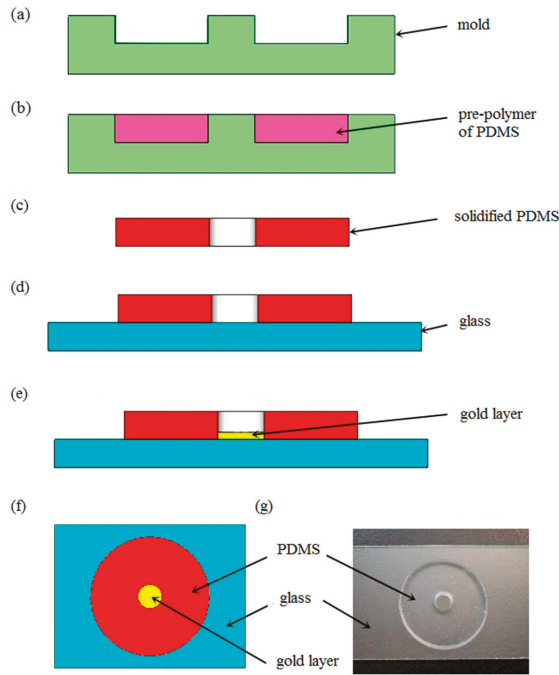 (a)
mold
(b)
pre-polymer
of PDMS
(c)
solidified PDMS
(d)
glass
(e)
gold layer
(f)
(g)
PDMS
glass
gold layer